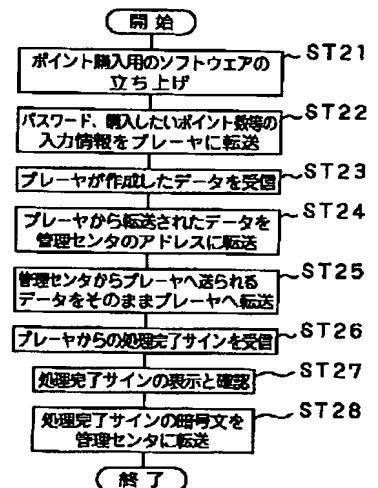 開始
ポイント購入用のソフトウェアの
立ち上げ
ST21
パスワード、購入したいポイント数等の
入力情報をプレーヤに転送
ST22
プレーヤが作成したデータを受信
ST23
プレーヤから転送されたデータを
管理センタのアドレスに転送
ST24
管理センタからプレーヤへ送られる
データをそのままプレーヤへ転送
ST25
プレーヤからの処理完了サインを受信
ST26
処理完了サインの表示と確認
ST27
処理完了サインの暗号文を
管理センタに転送
ST28
終了